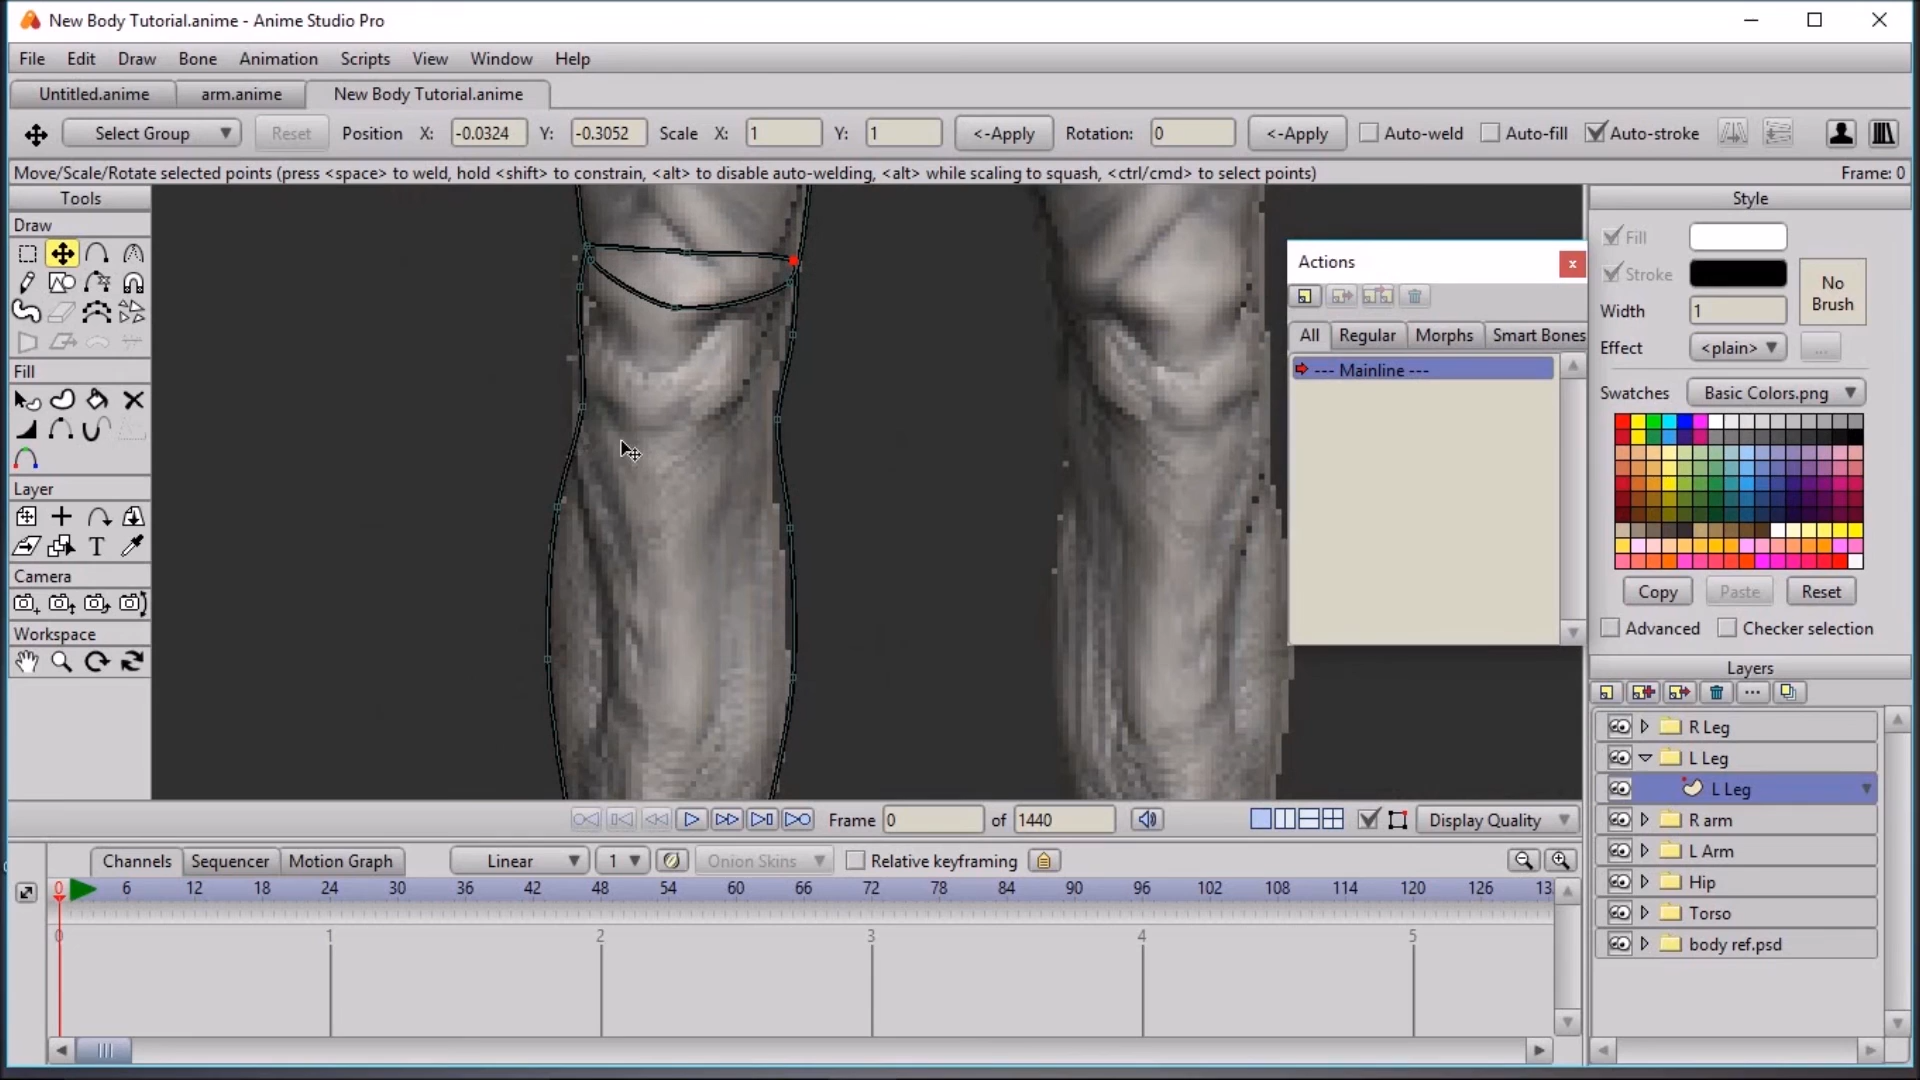 New Body Tutorial.anime - Anime Studio Pro
File Edit Draw Bone Animation Scripts View Window Help
Untitled.anime arm.anime New Body Tutorial.anime
Select Group Reset Position X: -0.0324 Y: -0.3052 Scale X: 1 Y: 1 <-Apply Rotation: 0 <-Apply Auto-weld Auto-fill Auto-stroke
Move/Scale/Rotate selected points (press <space> to weld, hold <shift> to constrain, <alt> to disable auto-welding, <alt> while scaling to squash, <ctrl/cmd> to select points) Frame: 0
Tools
Draw
Fill
Layer
T
Camera
Workspace
Actions
x
All Regular Morphs Smart Bones
--- Mainline ---
Style
Fill
Stroke
No Brush
Width 1
Effect <plain> ...
Swatches Basic Colors.png
Copy Paste Reset
Advanced Checker selection
Layers
R Leg
L Leg
L Leg
R arm
L Arm
Hip
Torso
body ref.psd
Frame 0 of 1440 Display Quality
Channels Sequencer Motion Graph Linear 1 Onion Skins Relative keyframing
0 6 12 18 24 30 36 42 48 54 60 66 72 78 84 90 96 102 108 114 120 126 13
0 1 2 3 4 5